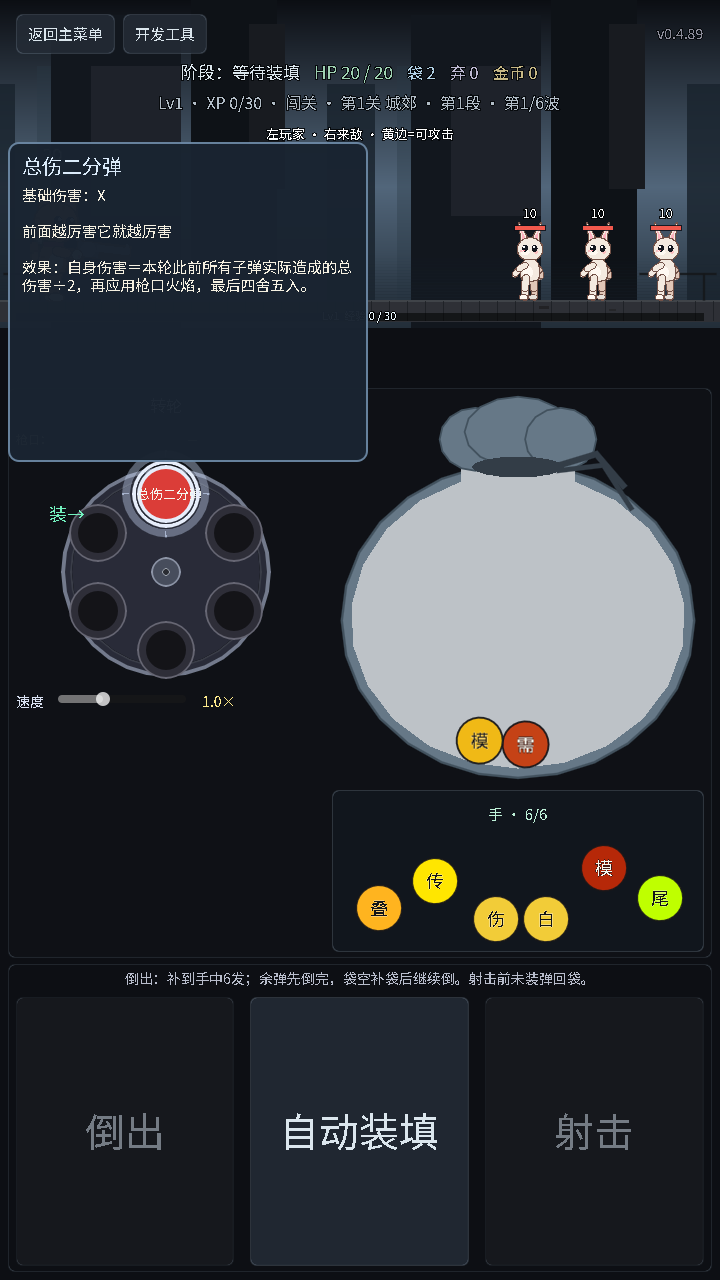 返回主菜单
开发工具
v0.4.89
阶段：等待装填 HP 20 / 20 袋 2 弃 0 金币 0
Lv1 · XP 0/30 · 闯关 · 第1关 城郊 · 第1段 · 第1/6波
左玩家 · 右来敌 · 黄边=可攻击
总伤二分弹
基础伤害：X
前面越厉害它就越厉害
效果：自身伤害＝本轮此前所有子弹实际造成的总
伤害÷2，再应用枪口火焰，最后四舍五入。
10 10 10
0 / 30
总伤二分弹
装→
速度 1.0×
模 需
手 · 6/6
叠 传 伤 白 模 尾
倒出：补到手中6发；余弹先倒完，袋空补袋后继续倒。射击前未装弹回袋。
倒出
自动装填
射击